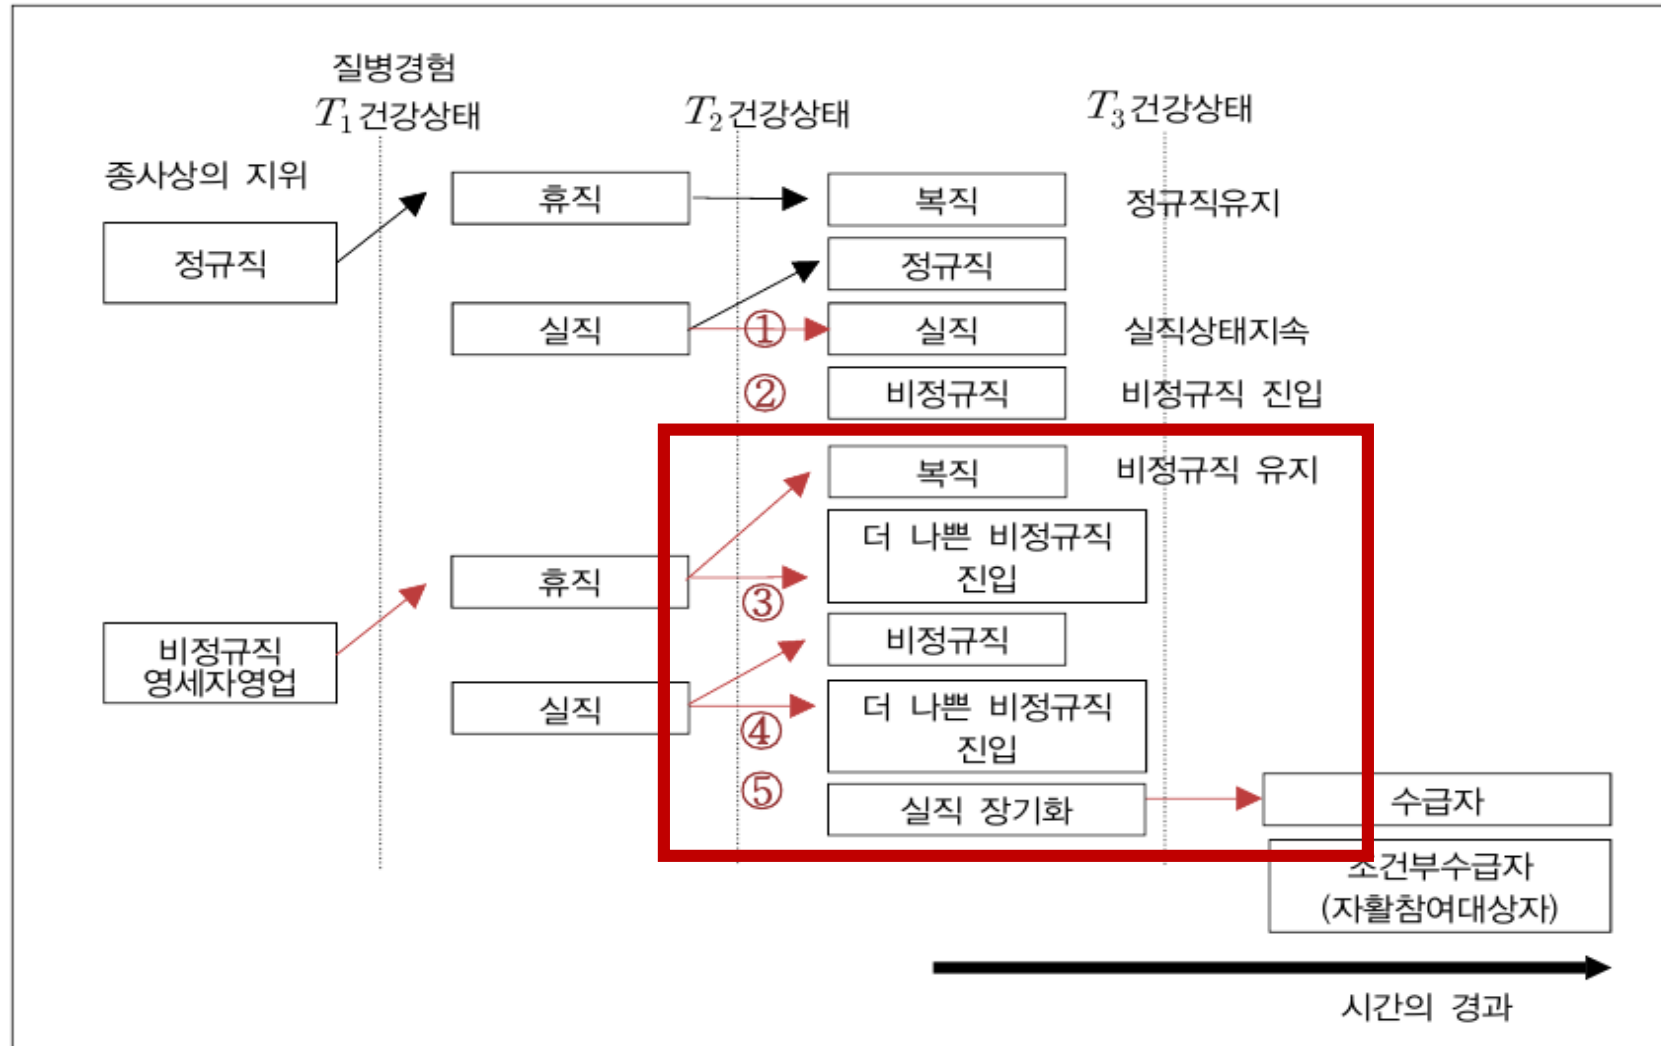 질병경험
T₁건강상태
T₂건강상태
T₃건강상태
종사상의 지위
정규직
휴직
복직
정규직유지
정규직
실직
①
실직
실직상태지속
②
비정규직
비정규직 진입
복직
비정규직 유지
더 나쁜 비정규직
진입
휴직
③
비정규직
영세자영업
비정규직
실직
④
더 나쁜 비정규직
진입
⑤
실직 장기화
수급자
조건부수급자
(자활참여대상자)
시간의 경과